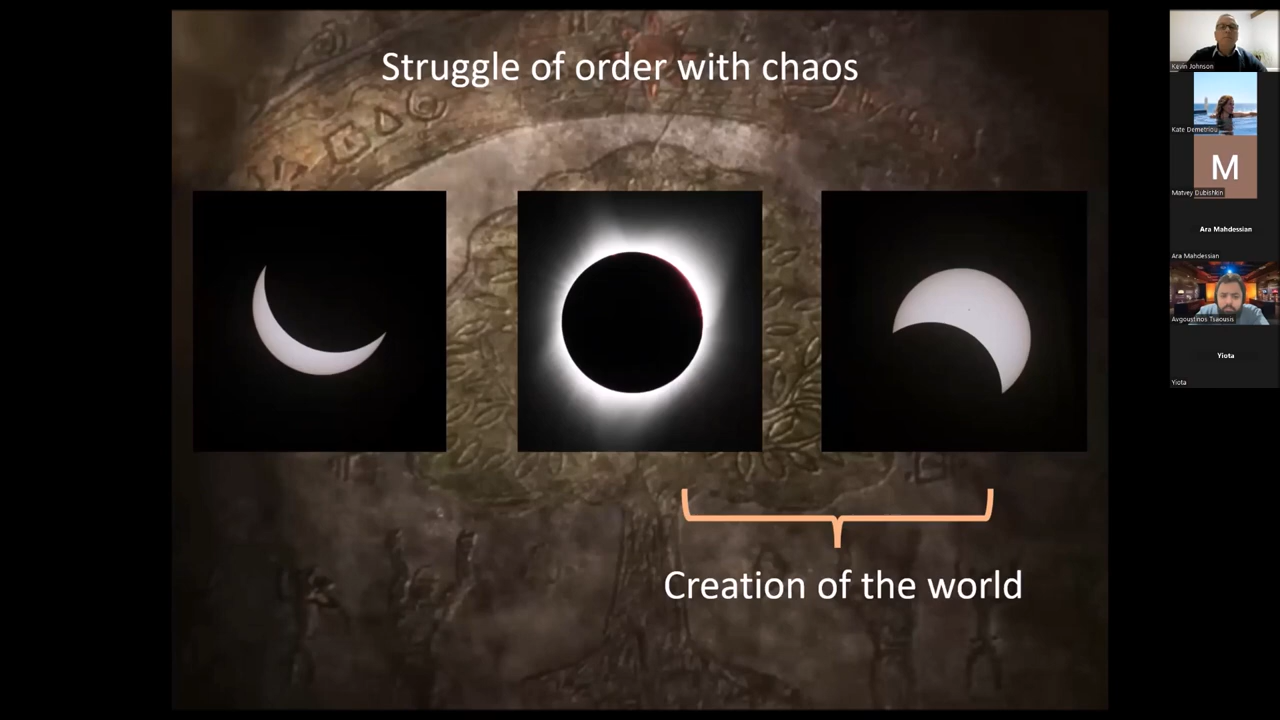 Struggle of order with chaos
Creation of the world
Kevin Johnson
Kate Demetriou
M
Matvey Dubishkin
Ara Mahdessian
Ara Mahdessian
Avgoustinos Tsaousis
Yiota
Yiota